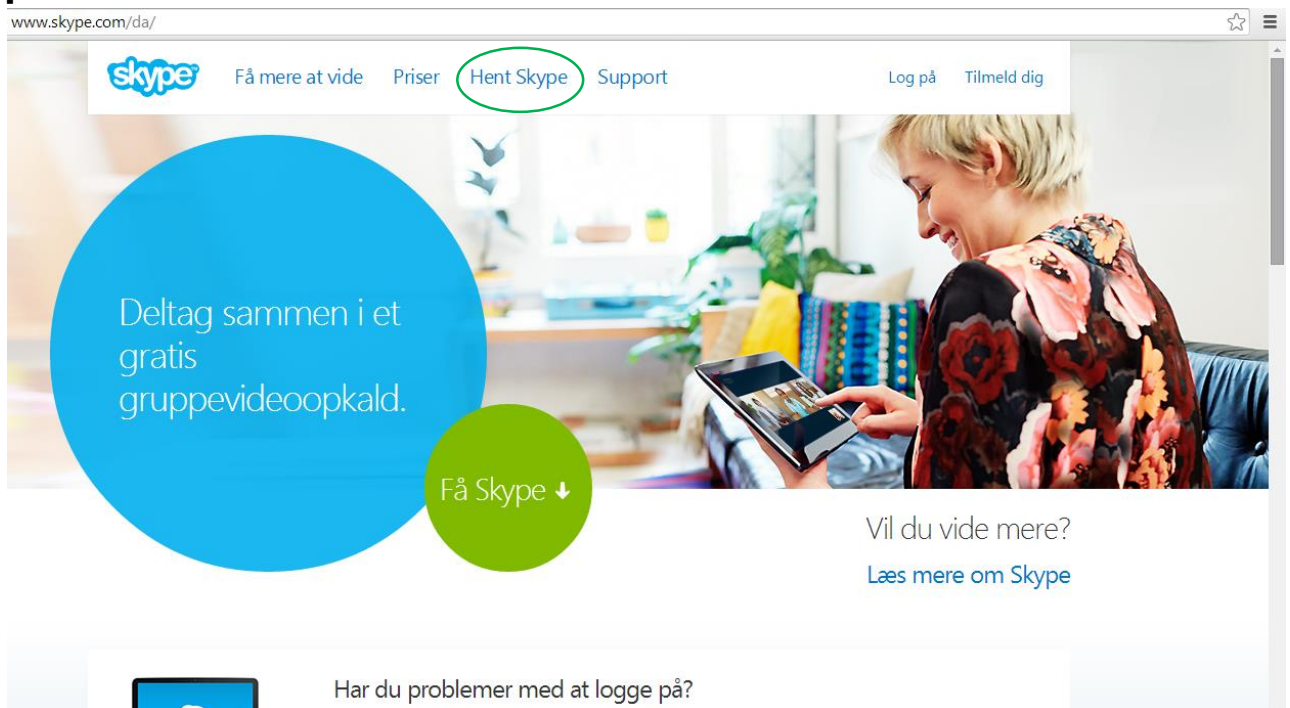 www.skype.com/da/
skype Få mere at vide Priser Hent Skype Support Log på Tilmeld dig
Deltag sammen i et
gratis
gruppevideoopkald.
Få Skype
Vil du vide mere?
Læs mere om Skype
Har du problemer med at logge på?